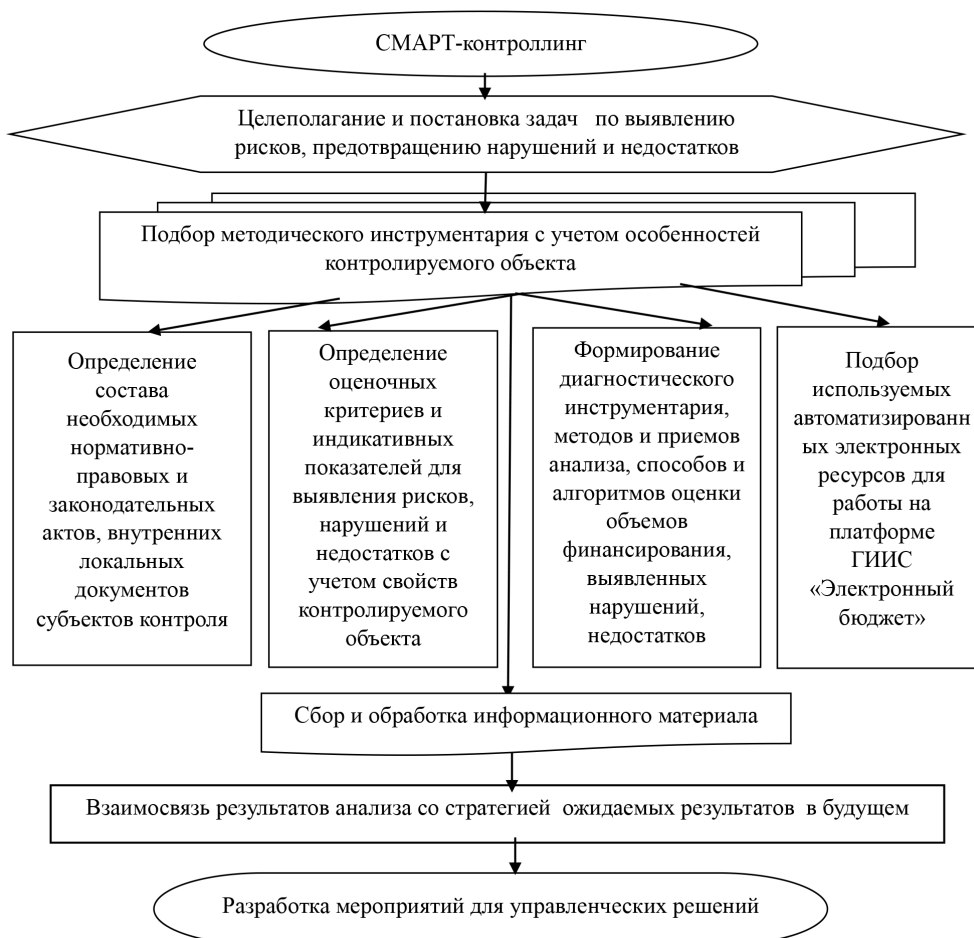 СМАРТ-контроллинг
Целеполагание и постановка задач по выявлению
рисков, предотвращению нарушений и недостатков
Подбор методического инструментария с учетом особенностей
контролируемого объекта
Определение
состава
необходимых
нормативно-
правовых и
законодательных
актов, внутренних
локальных
документов
субъектов контроля
Определение
оценочных
критериев и
индикативных
показателей для
выявления рисков,
нарушений и
недостатков с
учетом свойств
контролируемого
объекта
Формирование
диагностического
инструментария,
методов и приемов
анализа, способов и
алгоритмов оценки
объемов
финансирования,
выявленных
нарушений,
недостатков
Подбор
используемых
автоматизированн
ых электронных
ресурсов для
работы на
платформе
ГИИС
«Электронный
бюджет»
Сбор и обработка информационного материала
Взаимосвязь результатов анализа со стратегией ожидаемых результатов в будущем
Разработка мероприятий для управленческих решений